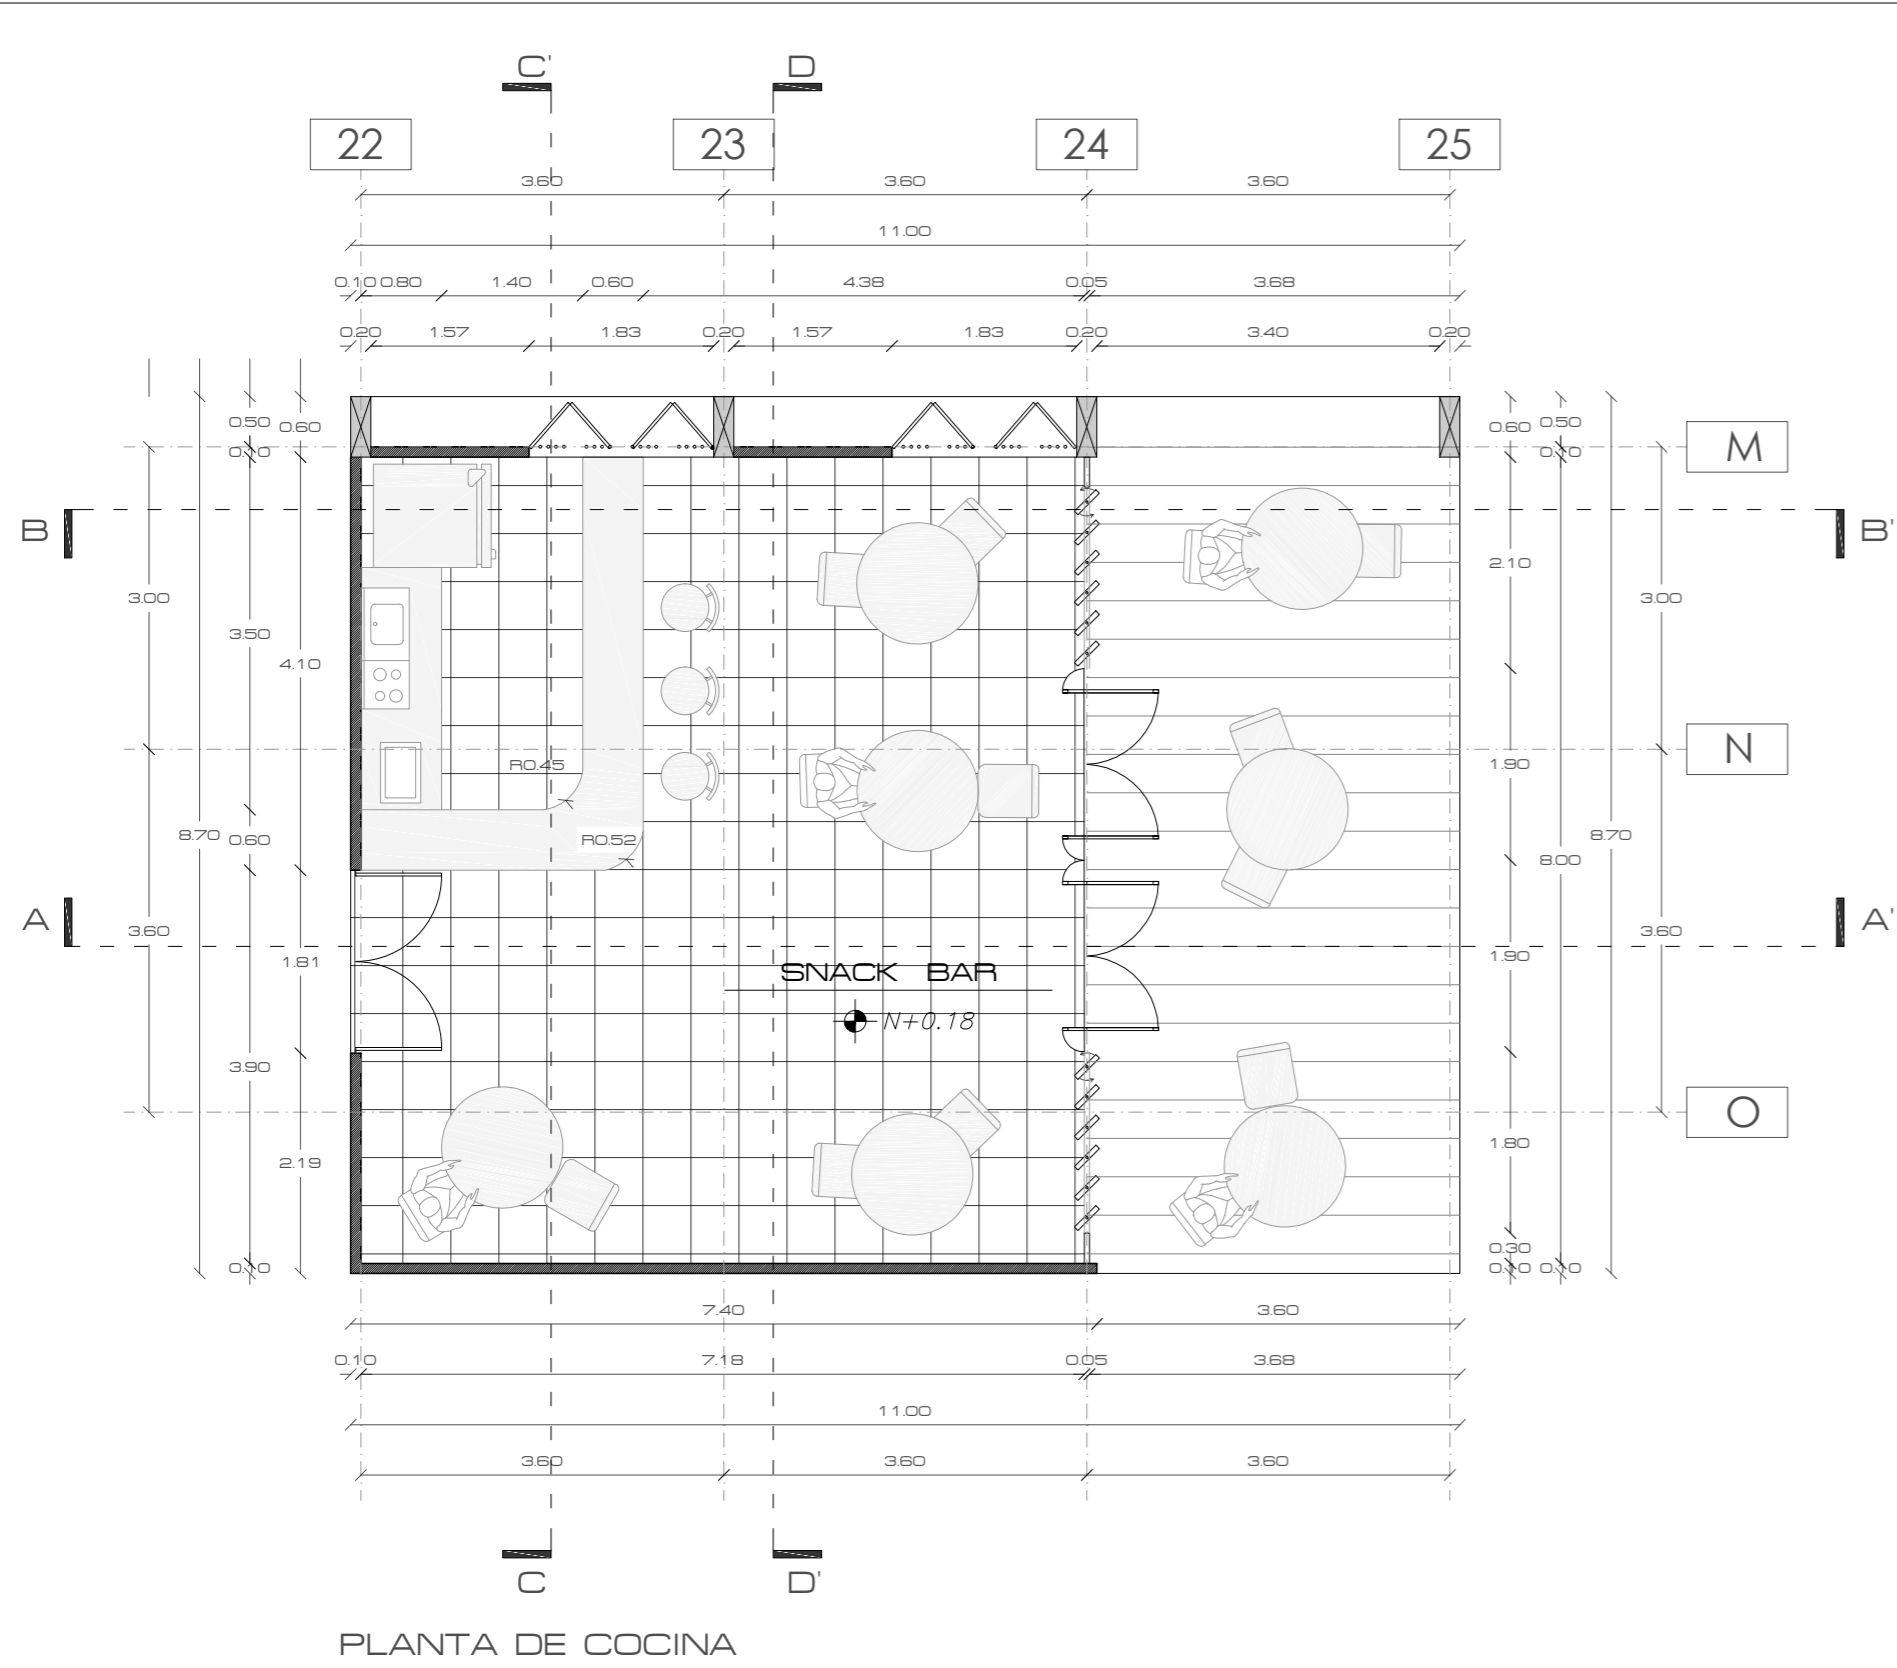 C' D
22 23 24 25
3.60 3.60 3.60
11.00
0.10 0.80 1.40 0.60 4.38 0.05 3.68
0.20 1.57 1.83 0.20 1.57 1.83 0.20 3.40 0.20
0.50 0.60 0.60 0.50
0.10 0.10
M
B B'
2.10
3.00 3.00
3.50
4.10
N
R0.45 1.90
8.70 0.60 R0.52 8.70
8.00
A A'
3.60 3.60
1.81 1.90
SNACK BAR
N+0.18
3.90
O
1.80
2.19
0.30
0.10 0.10 0.10
7.40 3.60
0.10 7.18 0.05 3.68
11.00
3.60 3.60 3.60
C D'
PLANTA DE COCINA